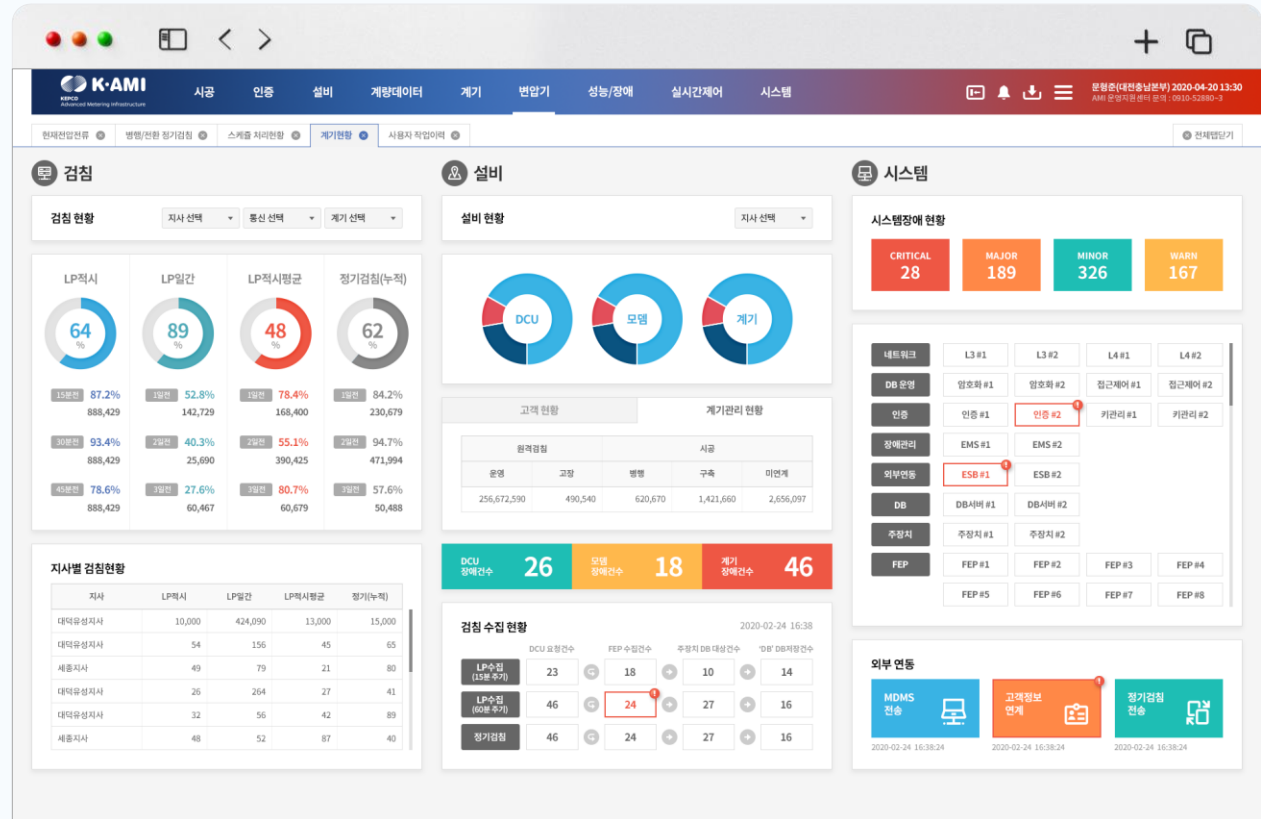 K·AMI
KEPCO
Advanced Metering Infrastructure
시공 인증 설비 계량데이터 계기 변압기 성능/장애 실시간제어 시스템
문형준(대전충남본부) 2020-04-20 13:30
AMI 운영지원센터 문의 : 0910-52880~3
현재전압전류 병행/전환 정기검침 스케줄 처리현황 계기현황 사용자 작업이력 전체탭닫기
검침
검침 현황 지사 선택 통신 선택 계기 선택
LP적시 LP일간 LP적시평균 정기검침(누적)
64 89 48 62
% % % %
15분전 87.2% 1일전 52.8% 1일전 78.4% 1일전 84.2%
888,429 142,729 168,400 230,679
30분전 93.4% 2일전 40.3% 2일전 55.1% 2일전 94.7%
888,429 25,690 390,425 471,994
45분전 78.6% 3일전 27.6% 3일전 80.7% 3일전 57.6%
888,429 60,467 60,679 50,488
지사별 검침현황
지사 LP적시 LP일간 LP적시평균 정기(누적)
대덕유성지사 10,000 424,090 13,000 15,000
대덕유성지사 54 156 45 65
세종지사 49 79 21 80
대덕유성지사 26 264 27 41
대덕유성지사 32 56 42 89
세종지사 48 52 87 40
설비
설비 현황 지사 선택
DCU 모뎀 계기
고객 현황 계기관리 현황
원격검침 시공
운영 고장 병행 구축 미연계
256,672,590 490,540 620,670 1,421,660 2,656,097
DCU
장애건수 26
모뎀
장애건수 18
계기
장애건수 46
검침 수집 현황 2020-02-24 16:38
DCU 요청건수 FEP 수집건수 주장치 DB 대상건수 'DB' DB저장건수
LP수집
(15분 주기) 23 18 10 14
LP수집
(60분 주기) 46 24 27 16
정기검침 46 24 27 16
시스템
시스템장애 현황
CRITICAL MAJOR MINOR WARN
28 189 326 167
네트워크 L3 #1 L3 #2 L4 #1 L4 #2
DB 운영 암호화 #1 암호화 #2 접근제어 #1 접근제어 #2
인증 인증 #1 인증 #2 키관리 #1 키관리 #2
장애관리 EMS #1 EMS #2
외부연동 ESB #1 ESB #2
DB DB서버 #1 DB서버 #2
주장치 주장치 #1 주장치 #2
FEP FEP #1 FEP #2 FEP #3 FEP #4
FEP #5 FEP #6 FEP #7 FEP #8
외부 연동
MDMS
전송
고객정보
연계
정기검침
전송
2020-02-24 16:38:24 2020-02-24 16:38:24 2020-02-24 16:38:24